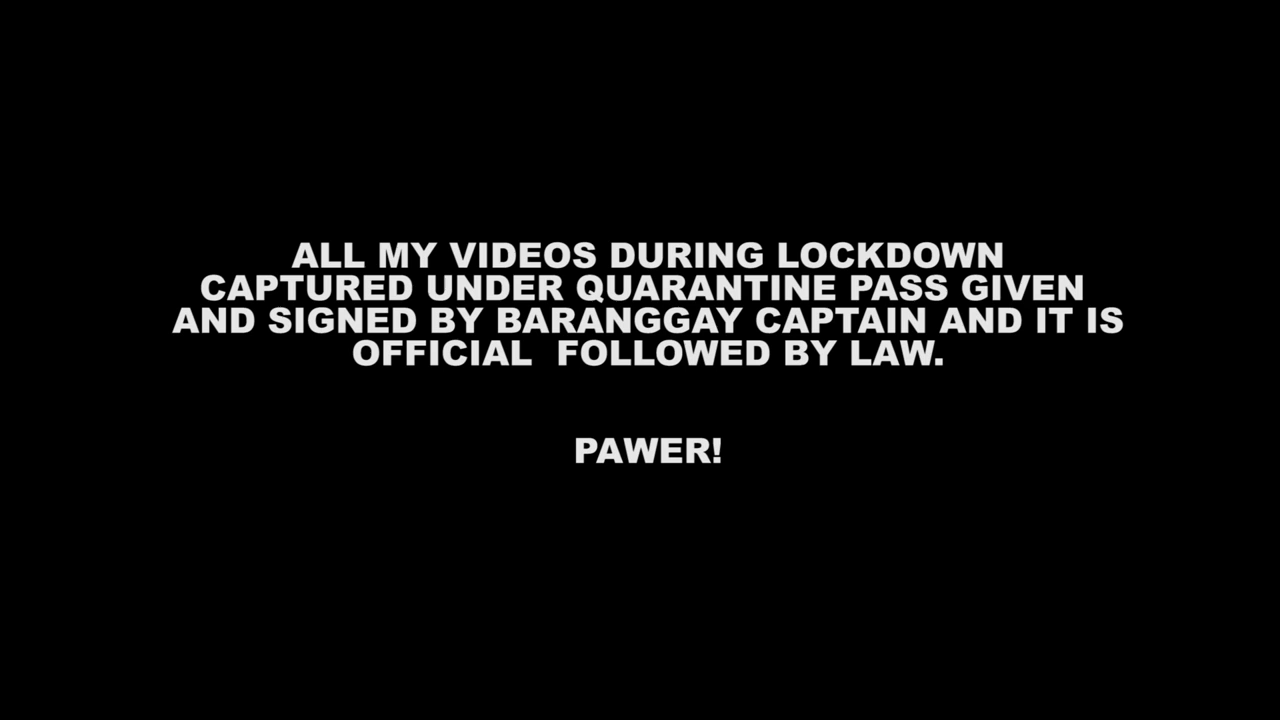 ALL MY VIDEOS DURING LOCKDOWN
CAPTURED UNDER QUARANTINE PASS GIVEN
AND SIGNED BY BARANGGAY CAPTAIN AND IT IS
OFFICIAL  FOLLOWED BY LAW.
PAWER!